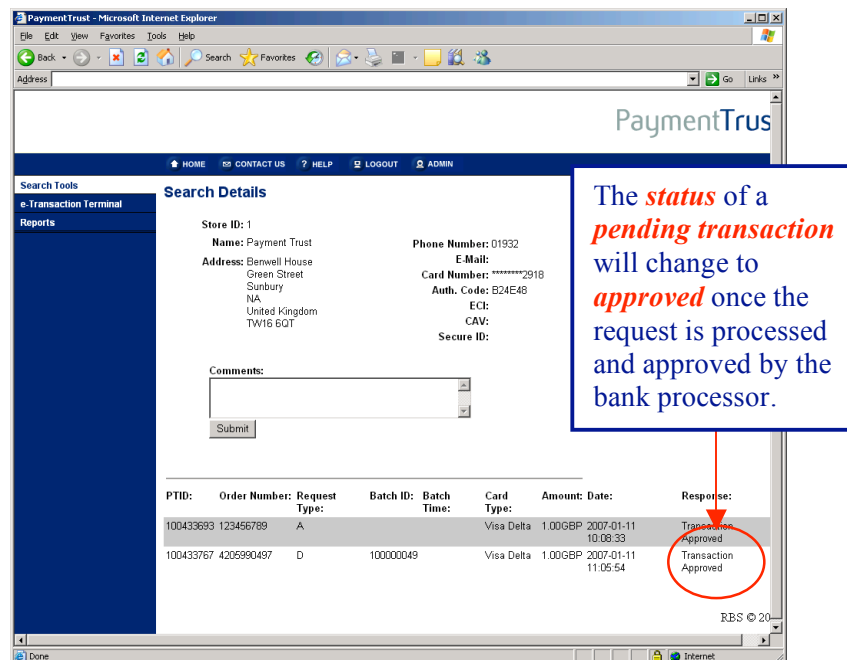 PaymentTrust - Microsoft Internet Explorer
File Edit View Favorites Tools Help
Back Search Favorites
Address Go Links »
PaymentTrus
HOME CONTACT US ? HELP LOGOUT ADMIN
Search Tools
e-Transaction Terminal
Reports
Search Details
Store ID: 1
Name: Payment Trust
Address: Benwell House
Green Street
Sunbury
NA
United Kingdom
TW16 6QT
Phone Number: 01932
E-Mail:
Card Number: ********2918
Auth. Code: B24E48
ECI:
CAV:
Secure ID:
The status of a
pending transaction
will change to
approved once the
request is processed
and approved by the
bank processor.
Comments:
Submit
PTID: Order Number: Request Type: Batch ID: Batch Time: Card Type: Amount: Date: Response:
100433693 123456789 A Visa Delta 1.00GBP 2007-01-11 10:08:33 Transaction Approved
100433767 4205990497 D 100000049 Visa Delta 1.00GBP 2007-01-11 11:05:54 Transaction Approved
RBS © 20
Done Internet